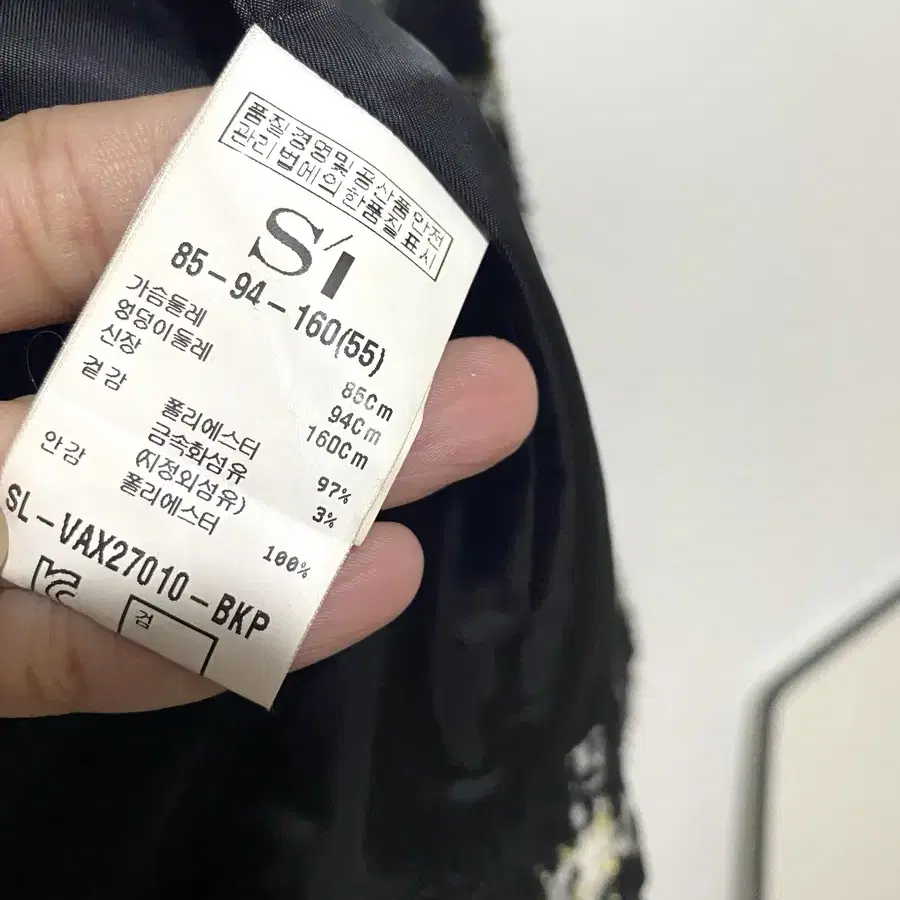 품질경영및공산품안전
관리법에의한품질표시
S/I
85-94-160(55)
가슴둘레 85Cm
엉덩이둘레 94Cm
신장 160Cm
겉감
폴리에스터 97%
금속화섬유 3%
(지정외섬유)
안감 폴리에스터 100%
SL-VAX27010-BKP
검